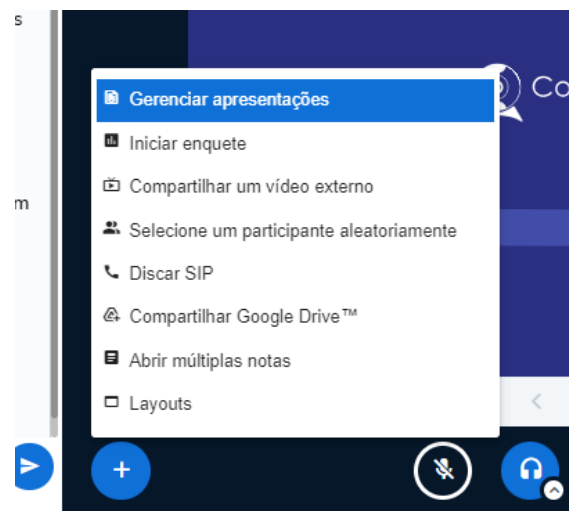 s
Co
Gerenciar apresentações
Iniciar enquete
Compartilhar um vídeo externo
m
Selecione um participante aleatoriamente
Discar SIP
Compartilhar Google Drive™
Abrir múltiplas notas
Layouts